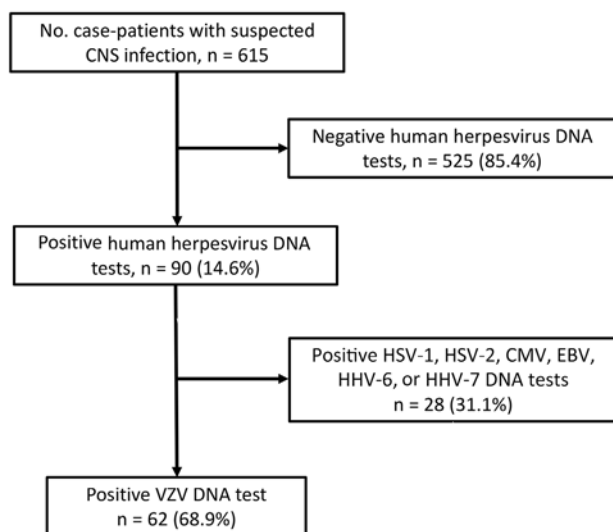 No. case-patients with suspected
CNS infection, n = 615
Negative human herpesvirus DNA
tests, n = 525 (85.4%)
Positive human herpesvirus DNA
tests, n = 90 (14.6%)
Positive HSV-1, HSV-2, CMV, EBV,
HHV-6, or HHV-7 DNA tests
n = 28 (31.1%)
Positive VZV DNA test
n = 62 (68.9%)